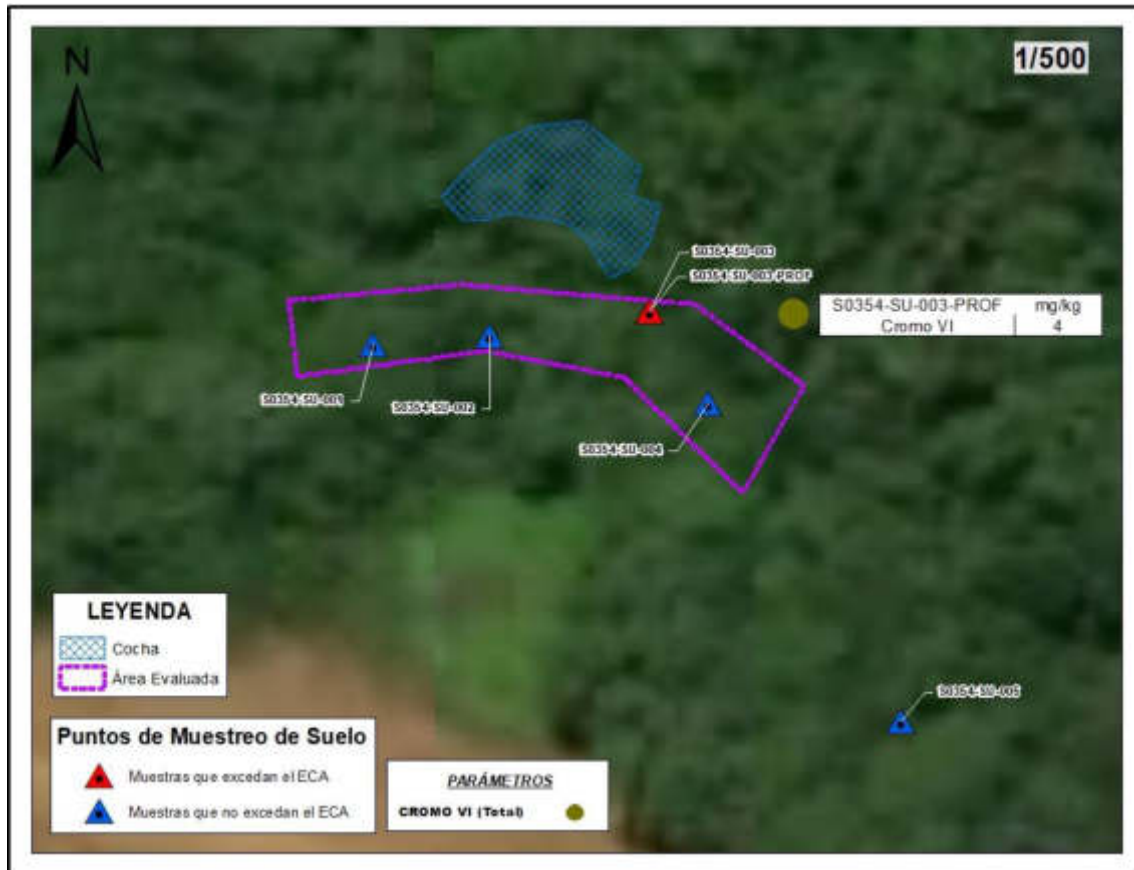 N
1/500
S0354-SU-003
S0354-SU-003-PROF
S0354-SU-003-PROF mg/kg
Cromo VI 4
S0354-SU-001
S0354-SU-002
S0354-SU-004
S0354-SU-005
LEYENDA
Cocha
Área Evaluada
Puntos de Muestreo de Suelo
Muestras que excedan el ECA
Muestras que no excedan el ECA
PARÁMETROS
CROMO VI (Total)